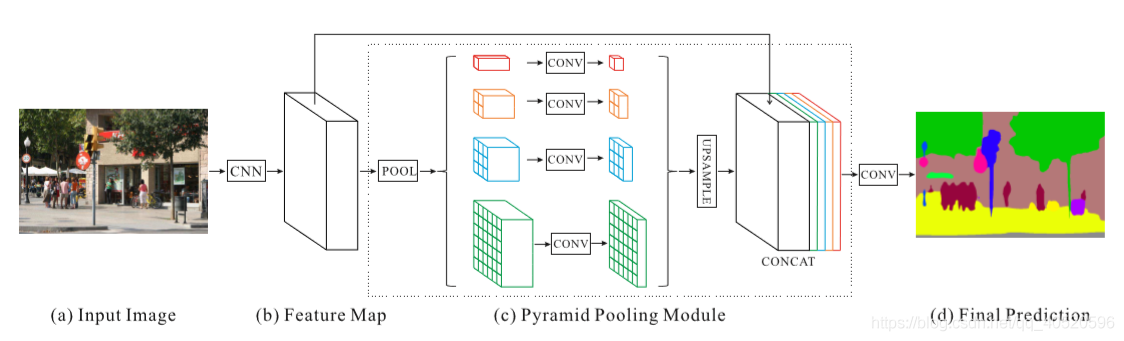 CONV
CONV
CONV
CONV
CNN
POOL
UPSAMPLE
CONV
CONCAT
(a) Input Image
(b) Feature Map
(c) Pyramid Pooling Module
(d) Final Prediction
https://blog.csdn.net/qq_40520596